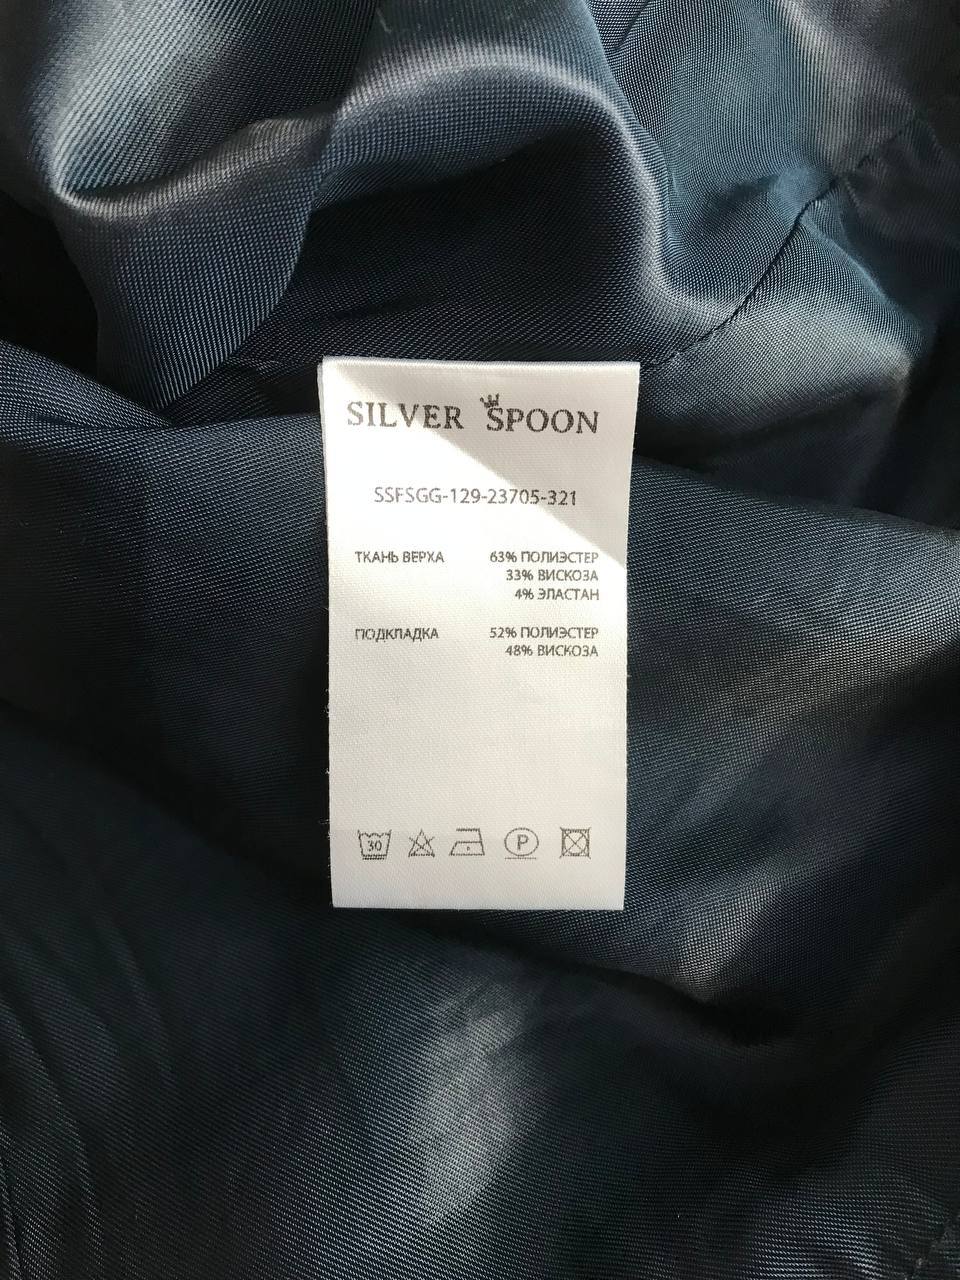 SILVER SPOON
SSFSGG-129-23705-321
ТКАНЬ ВЕРХА 63% ПОЛИЭСТЕР
33% ВИСКОЗА
4% ЭЛАСТАН
ПОДКЛАДКА 52% ПОЛИЭСТЕР
48% ВИСКОЗА
30 P